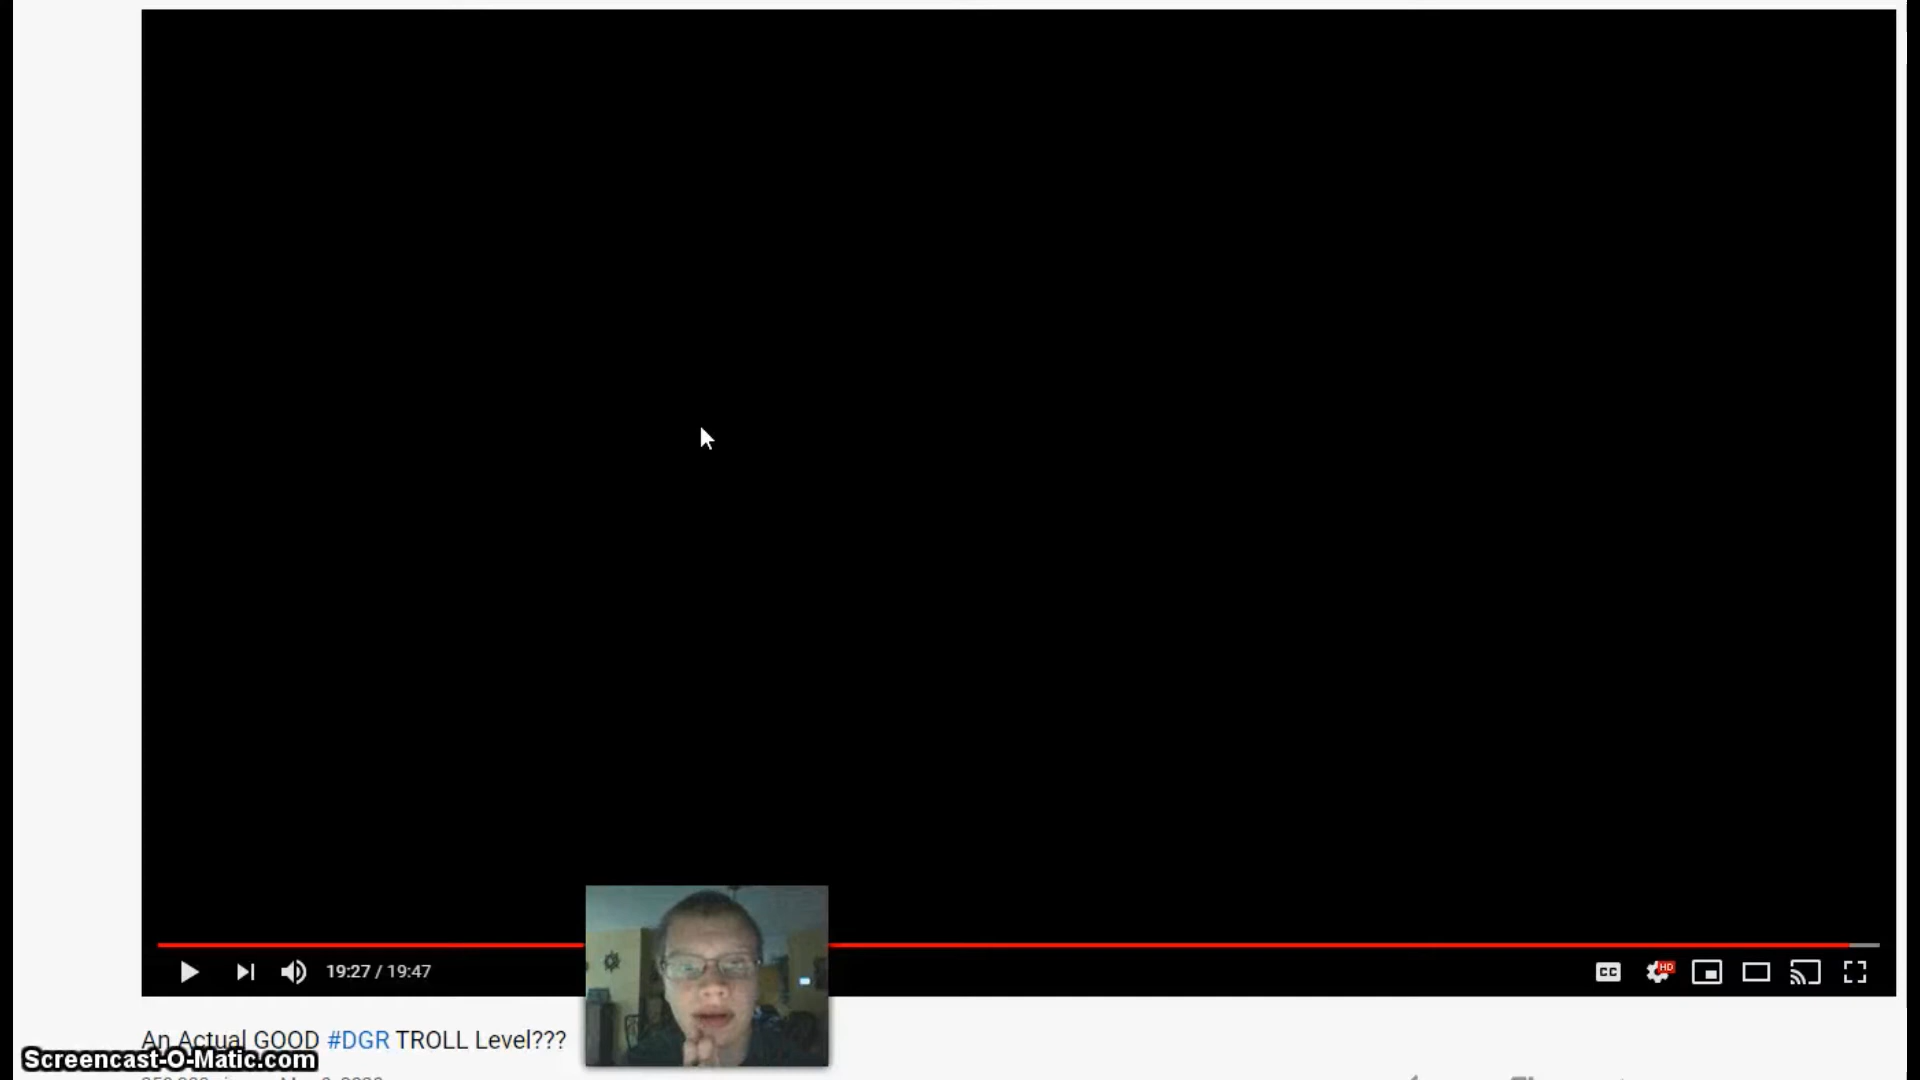 HD
CC
19:27 / 19:47
An Actual GOOD #DGR TROLL Level???
Screencast-O-Matic.com